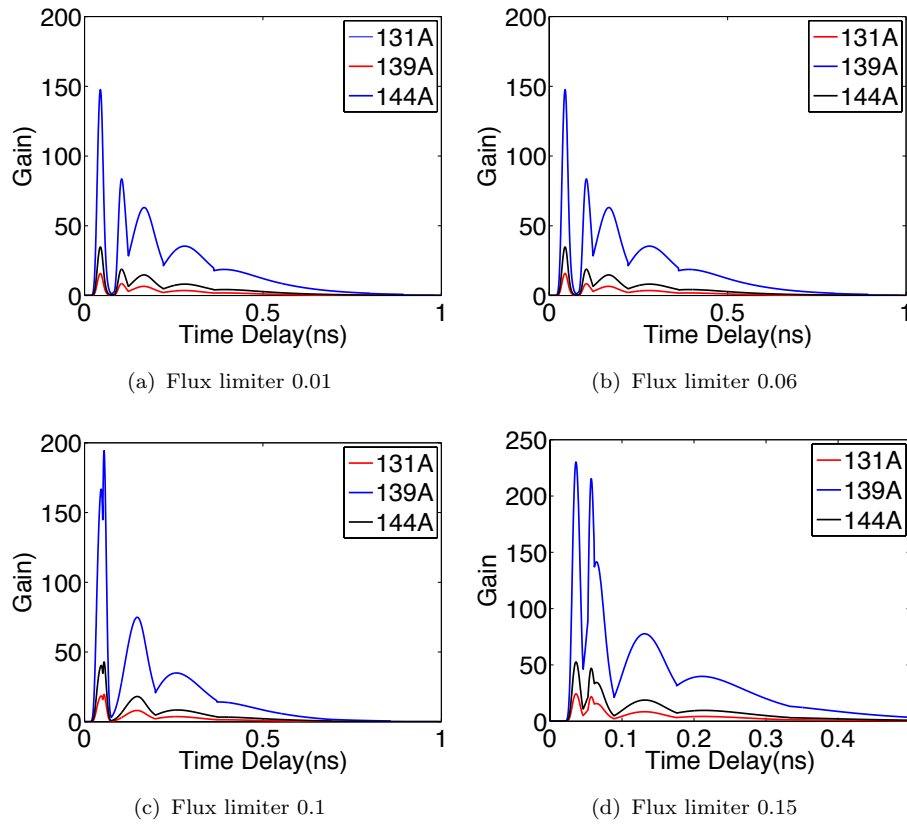 200
150
100
50
0
0
0.5
1
Gain)
Time Delay(ns)
131A
139A
144A
(a) Flux limiter 0.01
200
150
100
50
0
0
0.5
1
Gain)
Time Delay(ns)
131A
139A
144A
(b) Flux limiter 0.06
200
150
100
50
0
0
0.5
1
Gain)
Time Delay(ns)
131A
139A
144A
(c) Flux limiter 0.1
250
200
150
100
50
0
0.1
0.2
0.3
0.4
Gain
Time Delay(ns)
131A
139A
144A
(d) Flux limiter 0.15